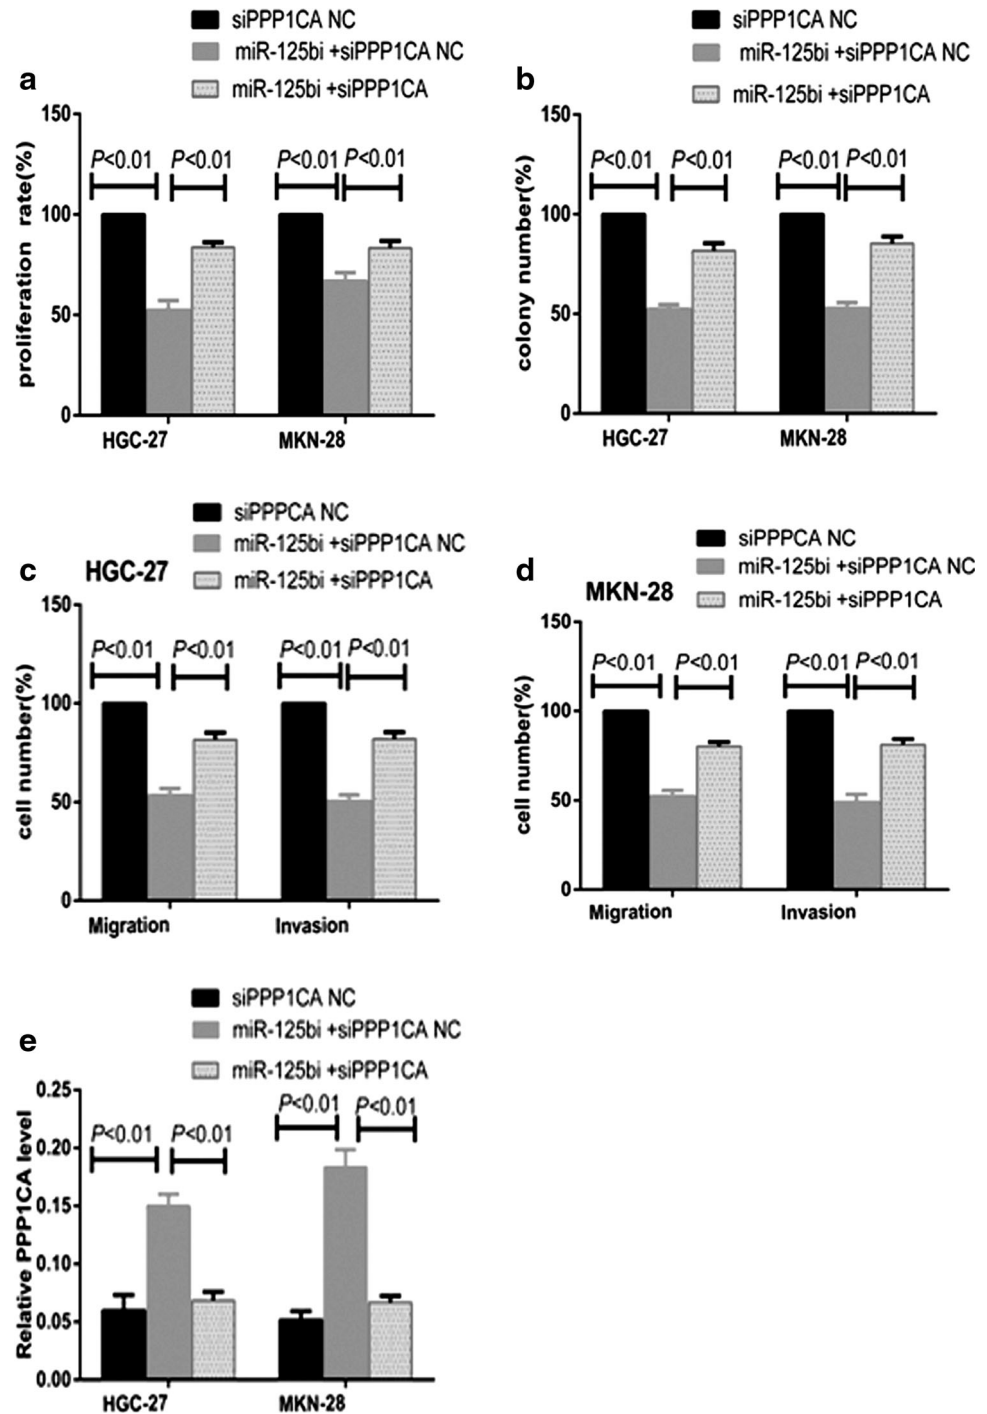 siPPP1CA NC
miR-125bi +siPPP1CA NC
miR-125bi +siPPP1CA
a
150
100
50
0
proliferation rate(%)
P<0.01
P<0.01
P<0.01
P<0.01
HGC-27
MKN-28
siPPP1CA NC
miR-125bi +siPPP1CA NC
miR-125bi +siPPP1CA
b
150
100
50
0
colony number(%)
P<0.01
P<0.01
P<0.01
P<0.01
HGC-27
MKN-28
siPPPCA NC
miR-125bi +siPPP1CA NC
miR-125bi +siPPP1CA
c
HGC-27
150
100
50
0
cell number(%)
P<0.01
P<0.01
P<0.01
P<0.01
Migration
Invasion
siPPPCA NC
miR-125bi +siPPP1CA NC
miR-125bi +siPPP1CA
d
MKN-28
150
100
50
0
cell number(%)
P<0.01
P<0.01
P<0.01
P<0.01
Migration
Invasion
siPPP1CA NC
miR-125bi +siPPP1CA NC
miR-125bi +siPPP1CA
e
0.25
0.20
0.15
0.10
0.05
0.00
Relative PPP1CA level
P<0.01
P<0.01
P<0.01
P<0.01
HGC-27
MKN-28